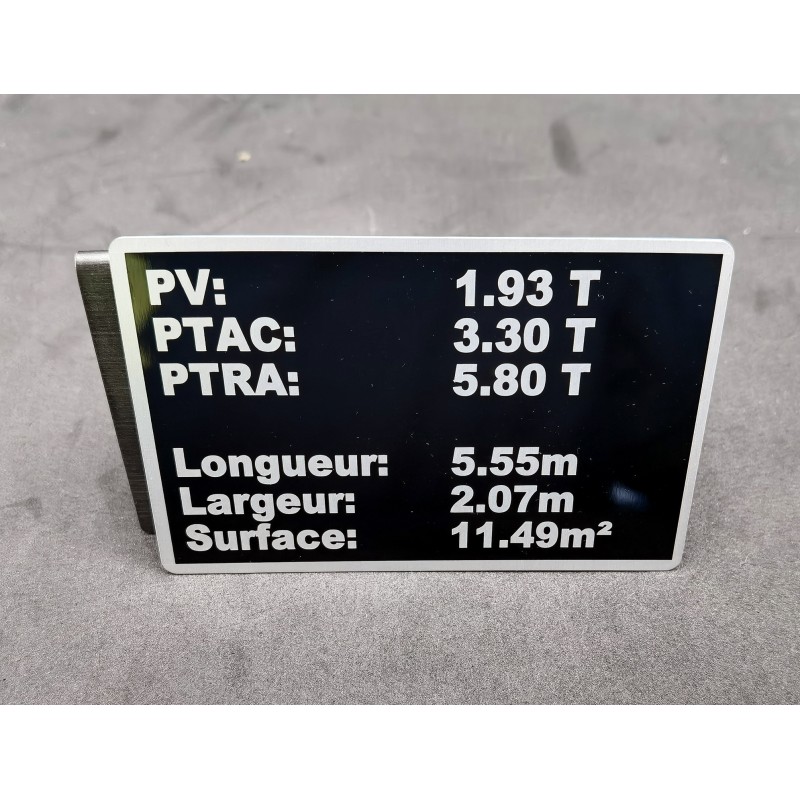 PV: 1.93 T
PTAC: 3.30 T
PTRA: 5.80 T
Longueur: 5.55m
Largeur: 2.07m
Surface: 11.49m²